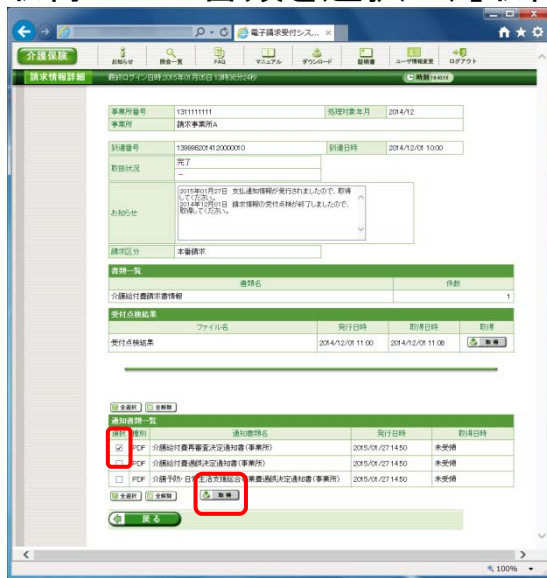 電子請求受付シス...
介護保険
お知らせ
照会一覧
FAQ
マニュアル
ダウンロード
証明書
ユーザ情報変更
ログアウト
請求情報詳細
最終ログイン日時:2015年01月05日 13時36分24秒
時刻
事業所番号 1311111111 処理対象年月 2014/12
事業所 請求事業所A
到達番号 1399982014120000010 到達日時 2014/12/01 10:00
取扱状況 完了
－
お知らせ
2015年01月27日 支払通知情報が発行されましたので、取得
してください。
2014年12月01日 請求情報の受付点検が終了しましたので、
取得してください。
請求区分 本番請求
書類一覧
書類名 件数
介護給付費請求書情報 1
受付点検結果
ファイル名 発行日時 取得日時 取得
受付点検結果 2014/12/01 11:00 2014/12/01 11:08 取 得
全選択 全解除
通知書類一覧
選択 種別 通知書類名 発行日時 取得日時
PDF 介護給付費再審査決定通知書(事業所) 2015/01/27 14:50 未受領
PDF 介護給付費過誤決定通知書(事業所) 2015/01/27 14:50 未受領
PDF 介護予防・日常生活支援総合事業費過誤決定通知書(事業所) 2015/01/27 14:50 未受領
全選択 全解除 取 得
戻 る
100%